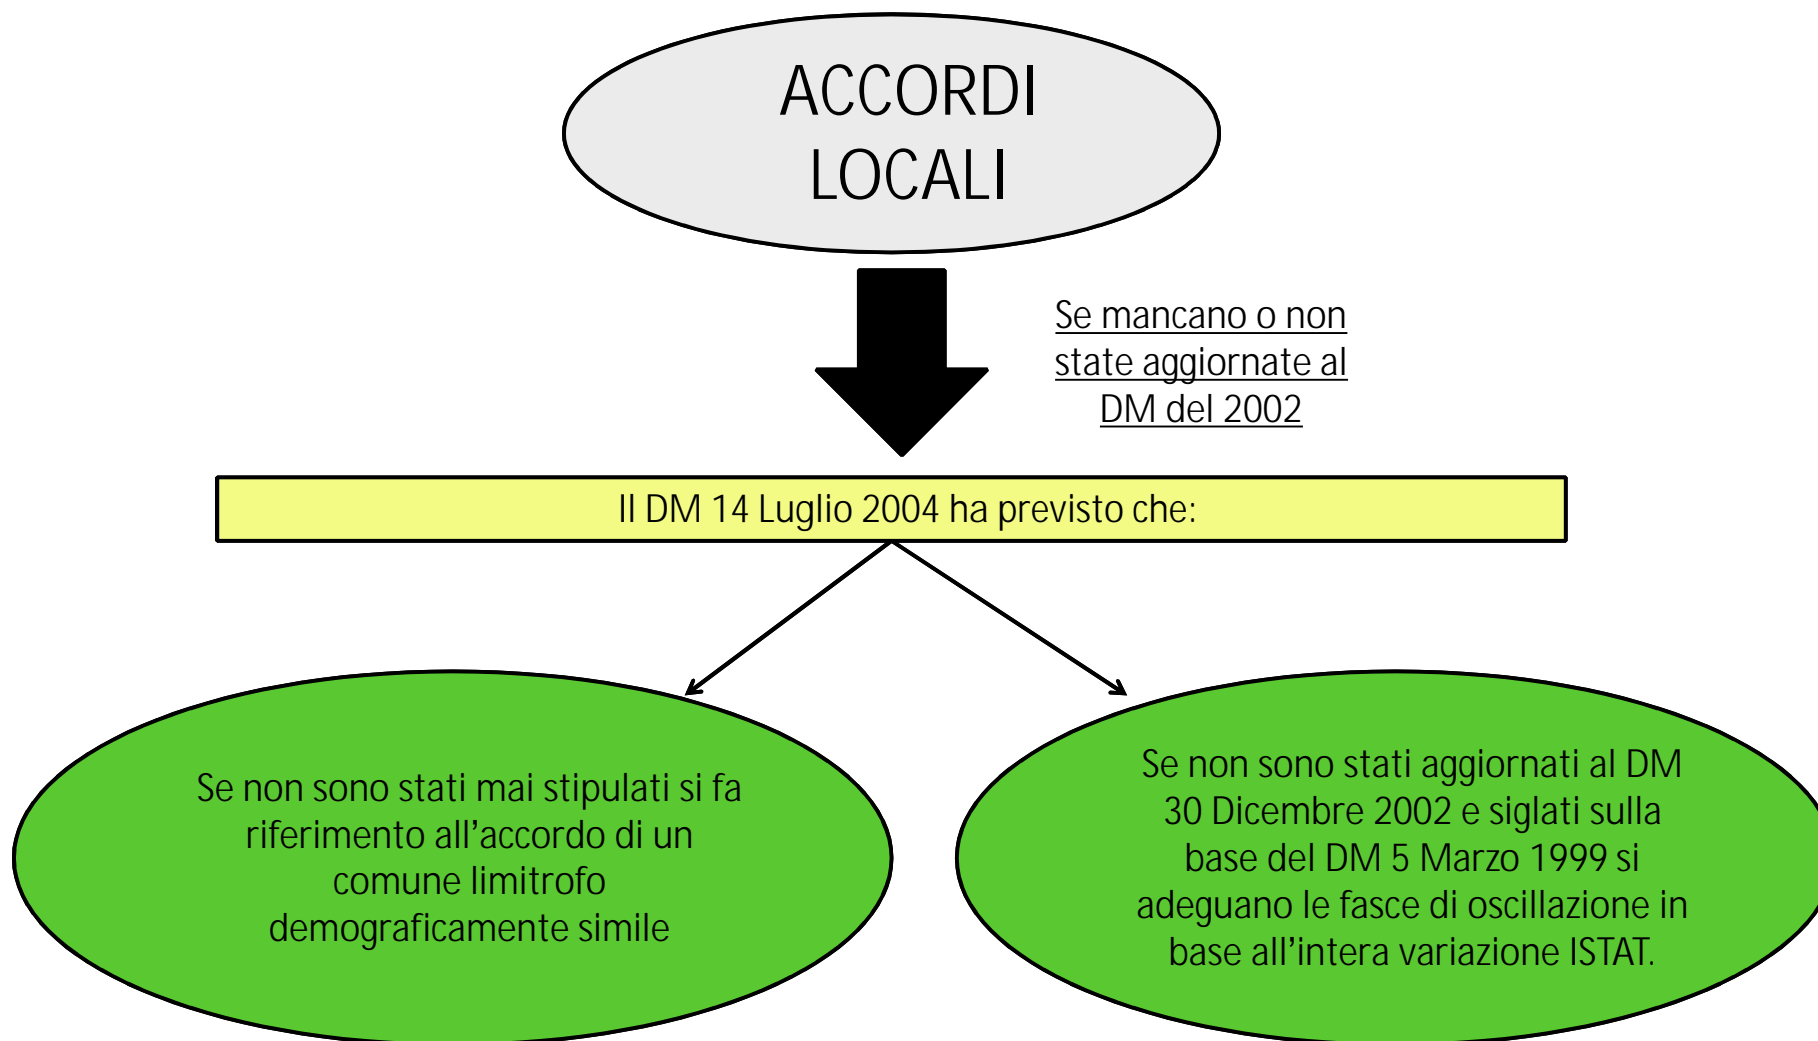 ACCORDI
LOCALI
Se mancano o non
state aggiornate al
DM del 2002
Il DM 14 Luglio 2004 ha previsto che:
Se non sono stati mai stipulati si fa
riferimento all'accordo di un
comune limitrofo
demograficamente simile
Se non sono stati aggiornati al DM
30 Dicembre 2002 e siglati sulla
base del DM 5 Marzo 1999 si
adeguano le fasce di oscillazione in
base all'intera variazione ISTAT.